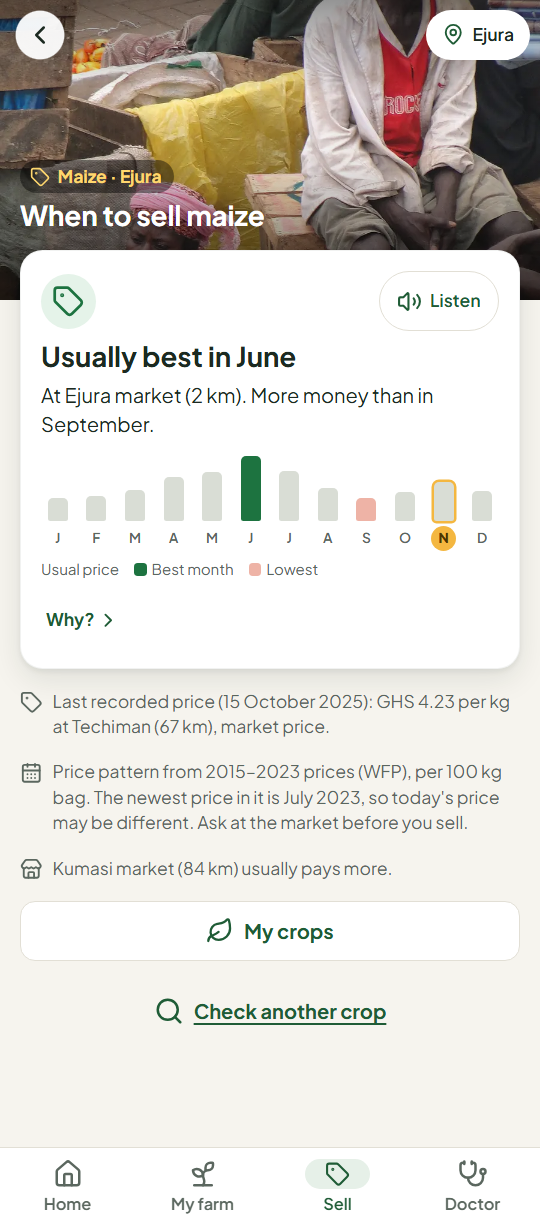 Ejura
ROCK
Maize · Ejura
When to sell maize
Listen
Usually best in June
At Ejura market (2 km). More money than in
September.
J F M A M J J A S O N D
Usual price Best month Lowest
Why?
Last recorded price (15 October 2025): GHS 4.23 per kg
at Techiman (67 km), market price.
Price pattern from 2015–2023 prices (WFP), per 100 kg
bag. The newest price in it is July 2023, so today's price
may be different. Ask at the market before you sell.
Kumasi market (84 km) usually pays more.
My crops
Check another crop
Home My farm Sell Doctor